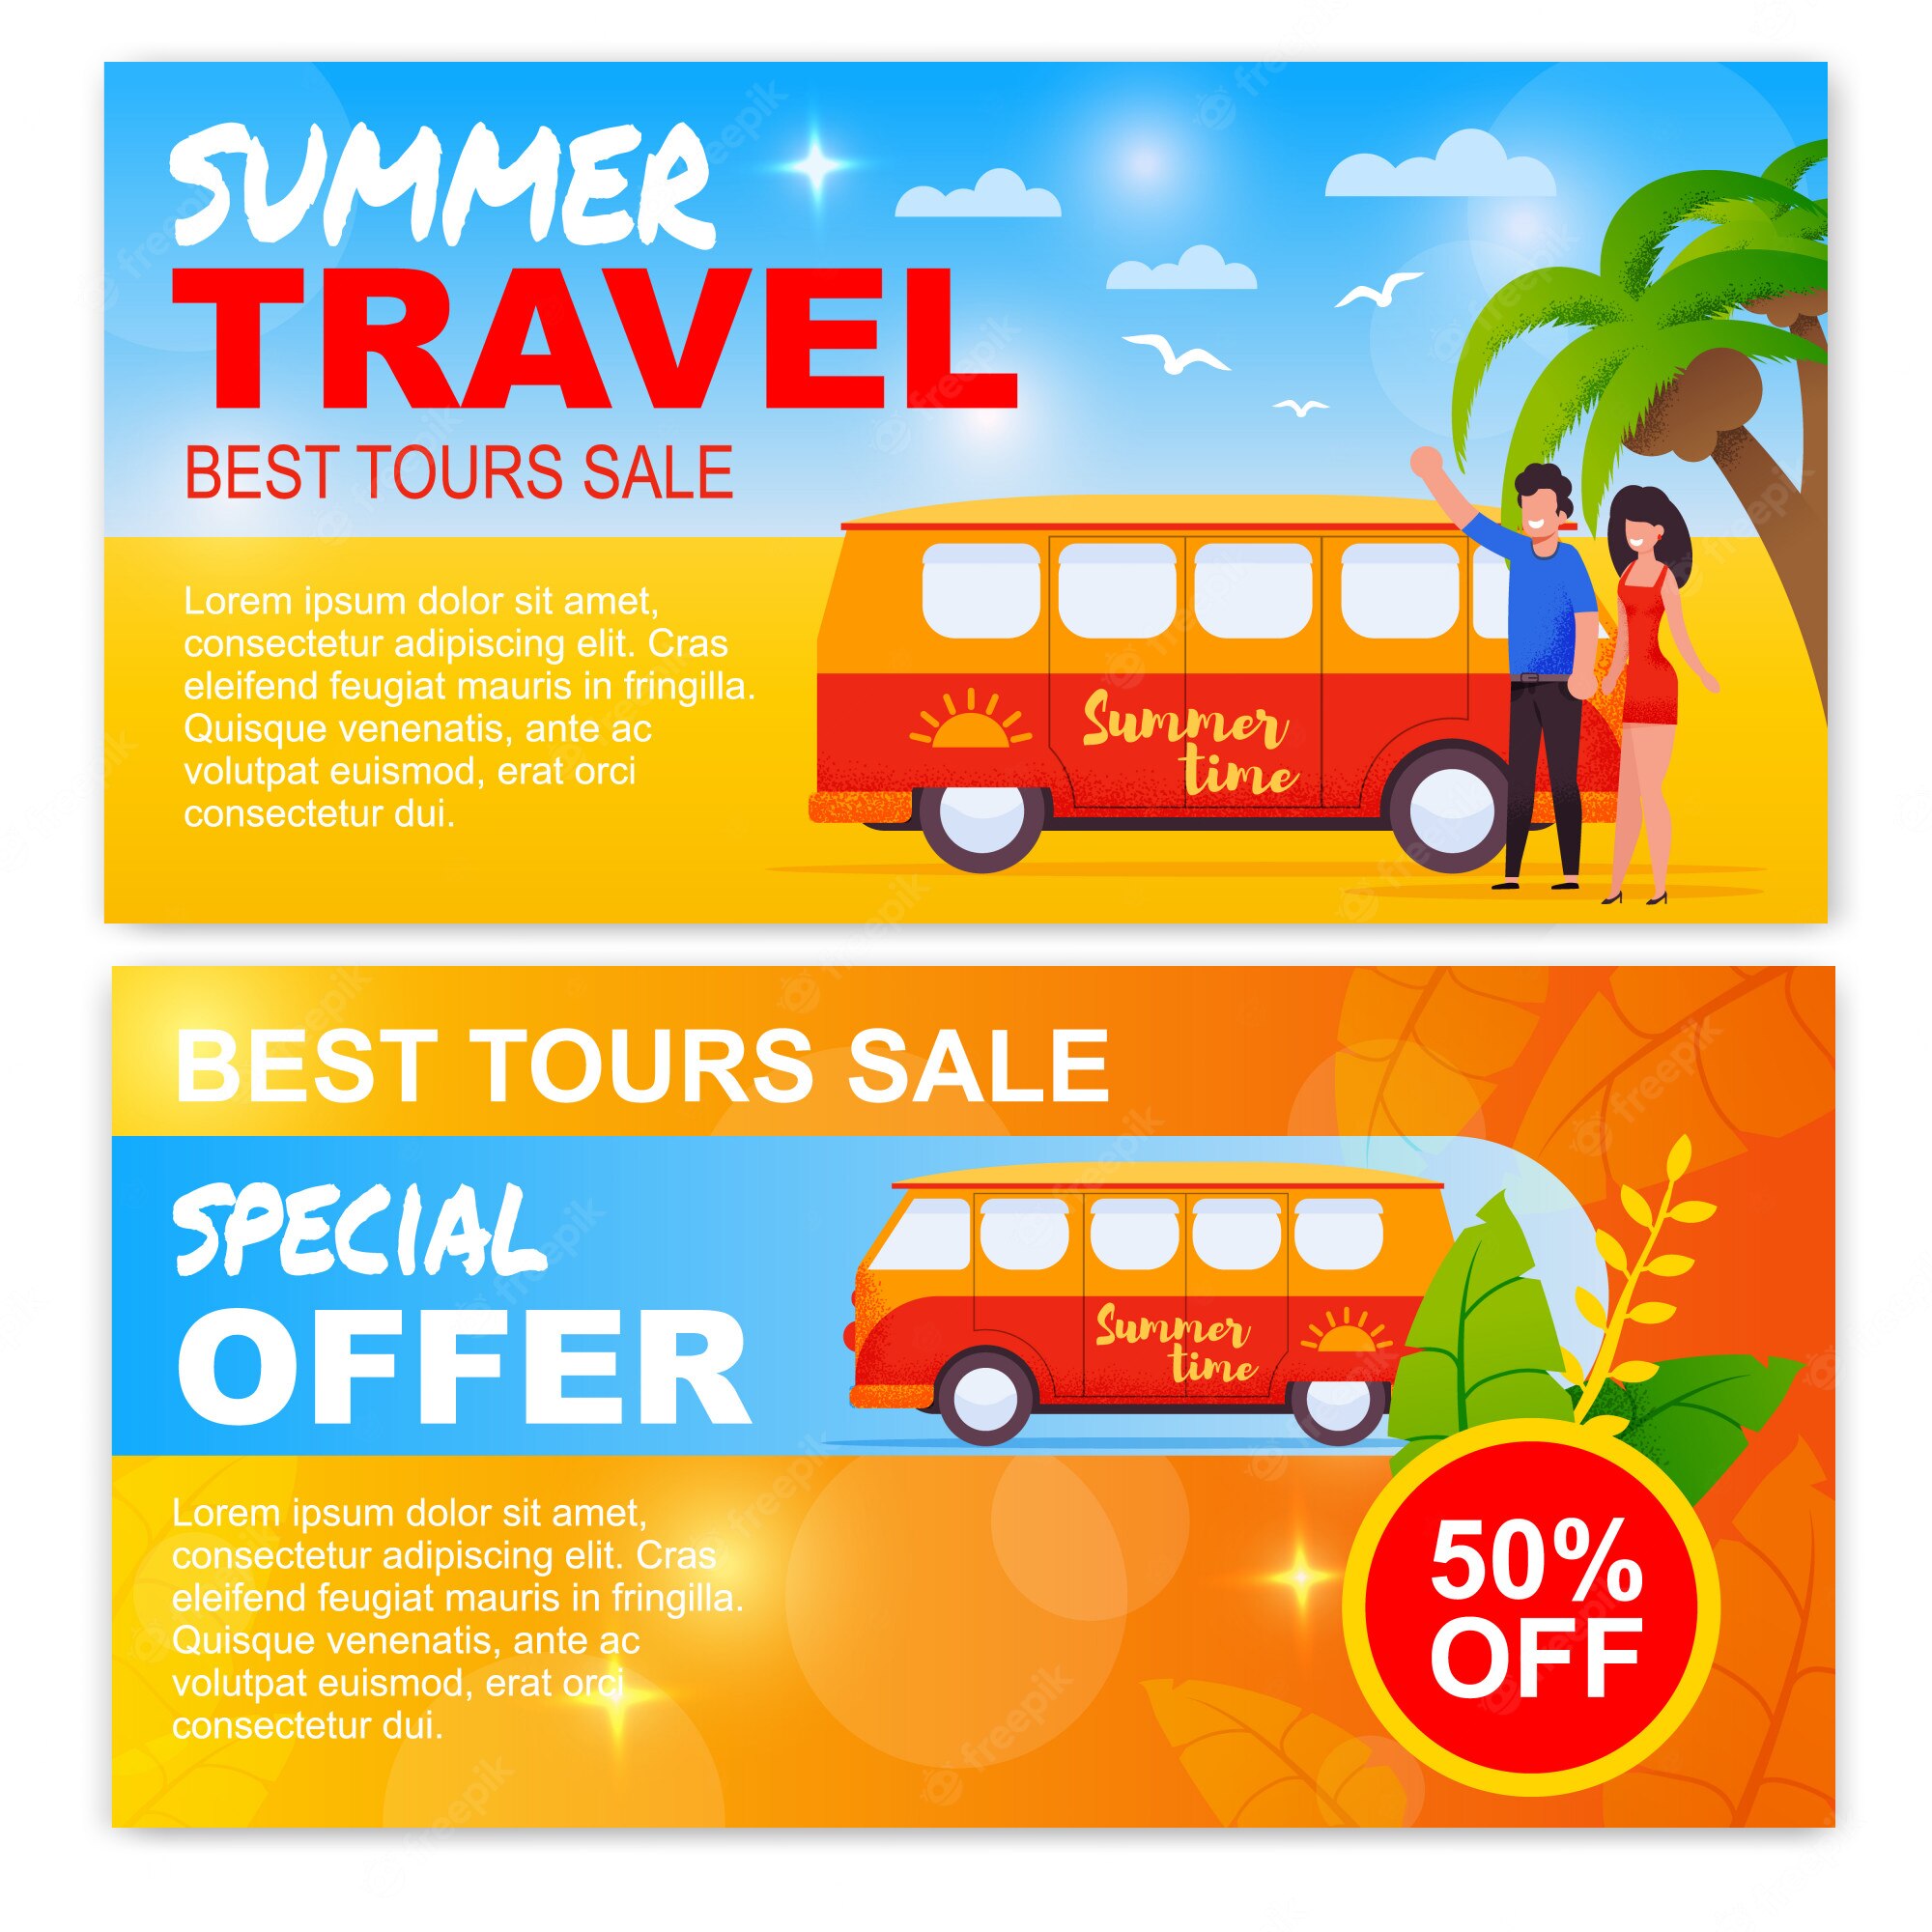 SUMMER
TRAVEL
BEST TOURS SALE
Lorem ipsum dolor sit amet,
consectetur adipiscing elit. Cras
eleifend feugiat mauris in fringilla.
Quisque venenatis, ante ac
volutpat euismod, erat orci
consectetur dui.
Summer
time
BEST TOURS SALE
SPECIAL
OFFER
Summer
time
Lorem ipsum dolor sit amet,
consectetur adipiscing elit. Cras
eleifend feugiat mauris in fringilla.
Quisque venenatis, ante ac
volutpat euismod, erat orci
consectetur dui.
50%
OFF
freepik